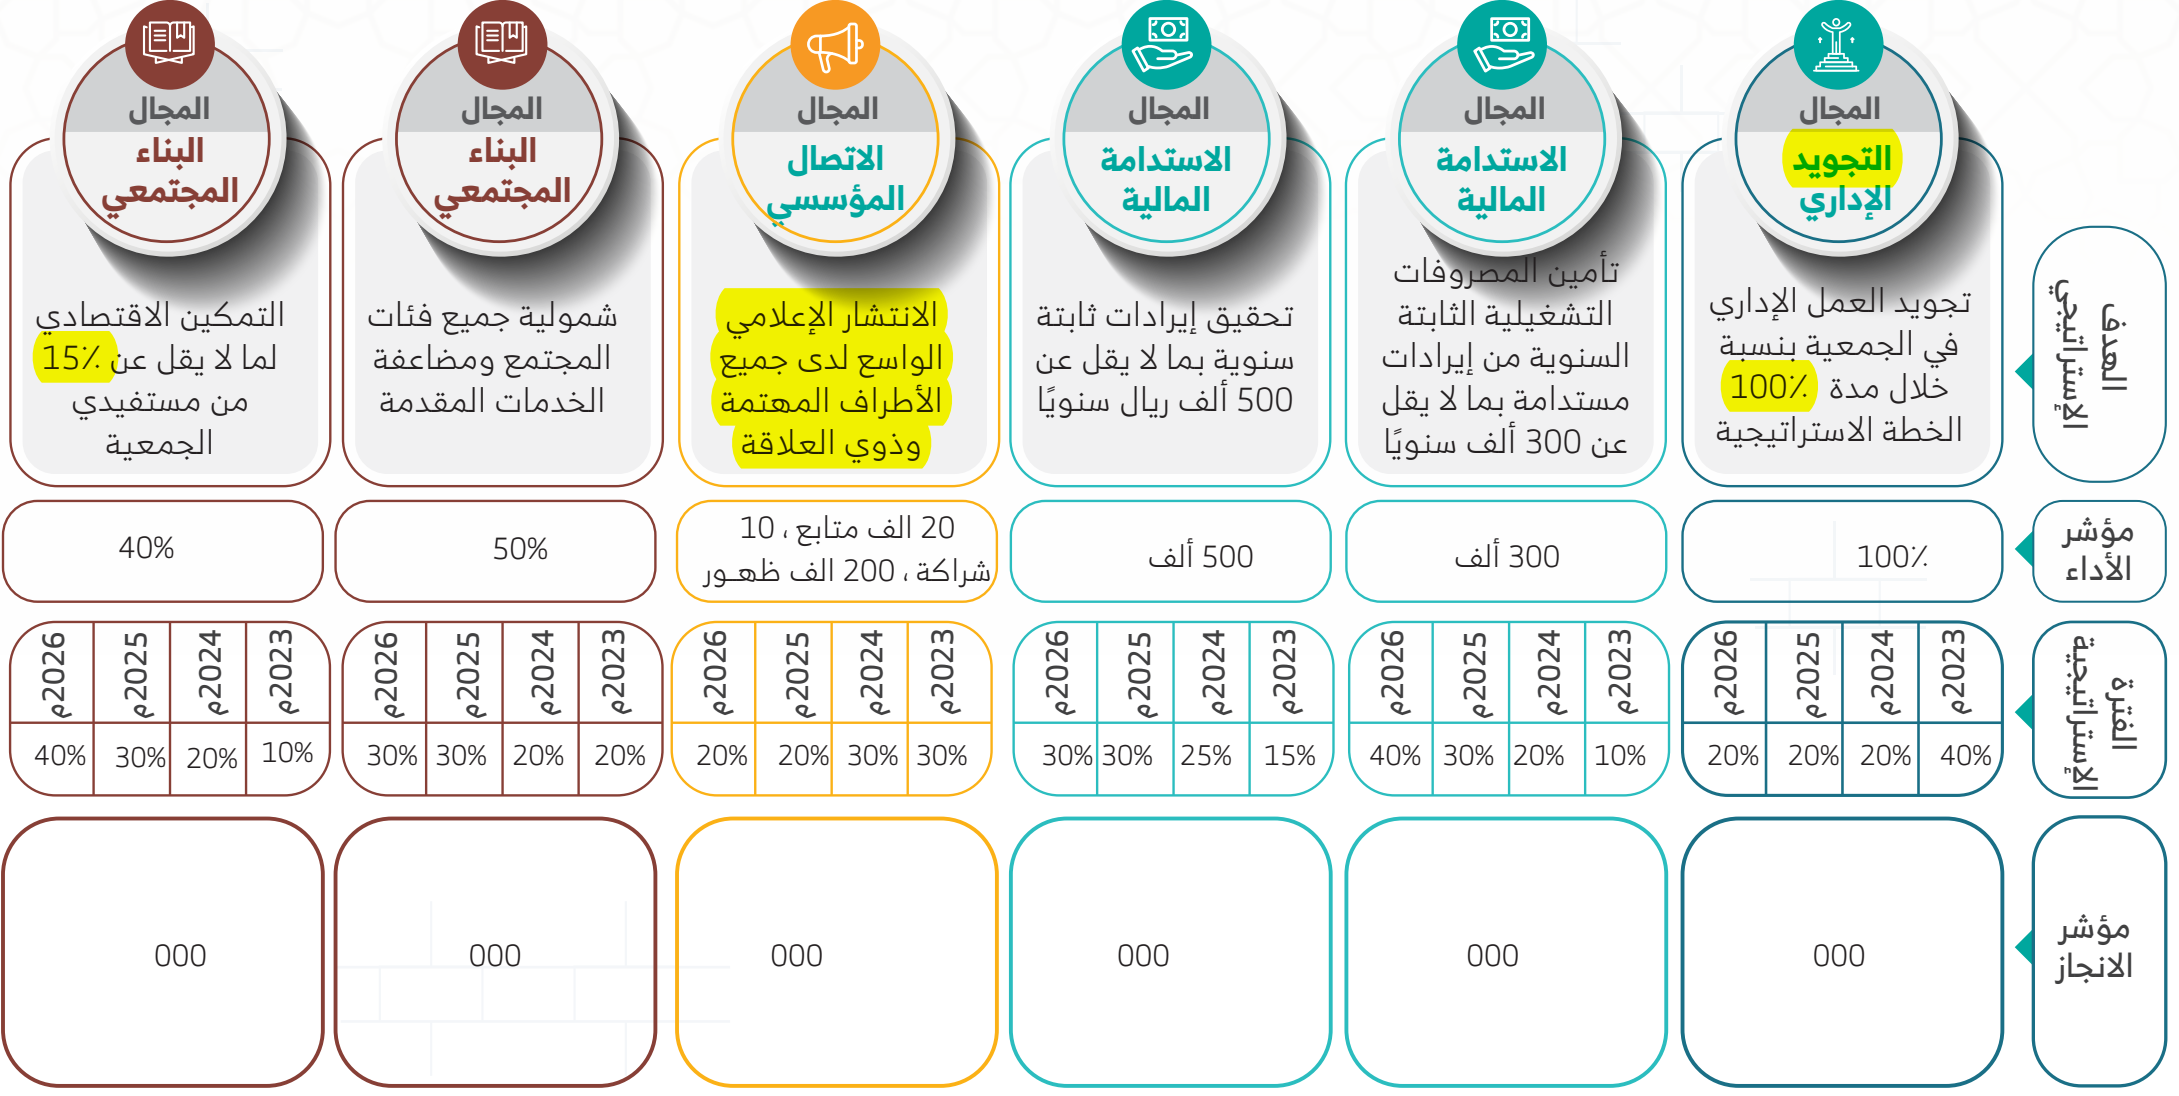 الهدف
الإستراتيجي
المجال
التجويد
الإداري
تجويد العمل الإداري
في الجمعية بنسبة
100٪ خلال مدة
الخطة الاستراتيجية
المجال
الاستدامة
المالية
تأمين المصروفات
التشغيلية الثابتة
السنوية من إيرادات
مستدامة بما لا يقل
عن 300 ألف سنويًا
المجال
الاستدامة
المالية
تحقيق إيرادات ثابتة
سنوية بما لا يقل عن
500 ألف ريال سنويًا
المجال
الاتصال
المؤسسي
الانتشار الإعلامي
الواسع لدى جميع
الأطراف المهتمة
وذوي العلاقة
المجال
البناء
المجتمعي
شمولية جميع فئات
المجتمع ومضاعفة
الخدمات المقدمة
المجال
البناء
المجتمعي
التمكين الاقتصادي
لما لا يقل عن 15٪
من مستفيدي
الجمعية
مؤشر
الأداء
100٪
300 ألف
500 ألف
20 الف متابع ، 10
شراكة ، 200 الف ظهـور
50%
40%
الفترة
الإستراتيجية
2023م 2024م 2025م 2026م
40% 20% 20% 20%
2023م 2024م 2025م 2026م
10% 20% 30% 40%
2023م 2024م 2025م 2026م
15% 25% 30% 30%
2023م 2024م 2025م 2026م
30% 30% 20% 20%
2023م 2024م 2025م 2026م
20% 20% 30% 30%
2023م 2024م 2025م 2026م
10% 20% 30% 40%
مؤشر
الانجاز
000
000
000
000
000
000